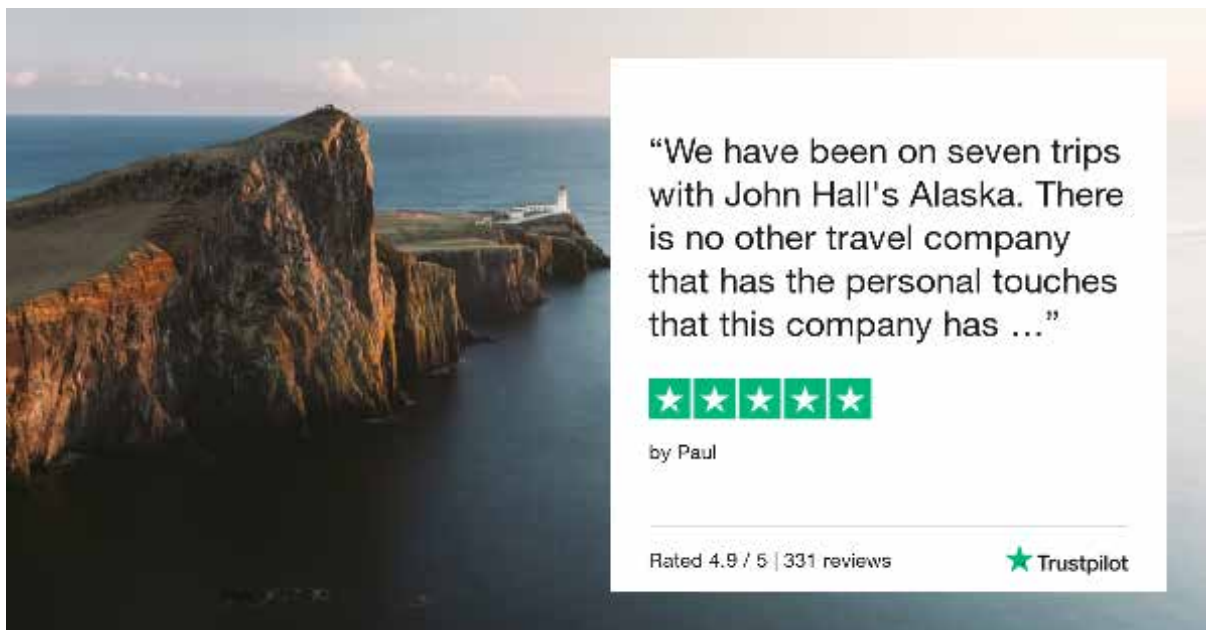 “We have been on seven trips
with John Hall's Alaska. There
is no other travel company
that has the personal touches
that this company has …”
by Paul
Rated 4.9 / 5 | 331 reviews
Trustpilot